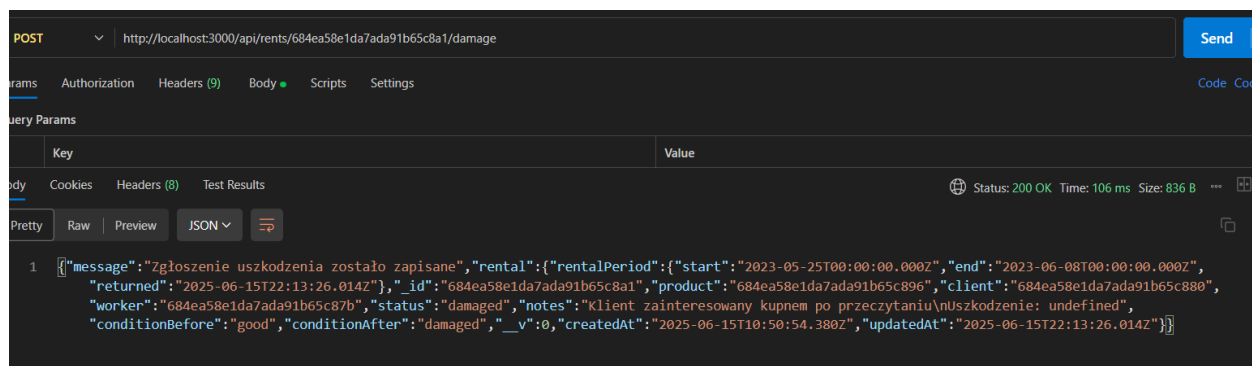 POST http://localhost:3000/api/rents/684ea58e1da7ada91b65c8a1/damage Send
rams Authorization Headers (9) Body Scripts Settings Code Coo
uery Params
Key Value
ody Cookies Headers (8) Test Results Status: 200 OK Time: 106 ms Size: 836 B
Pretty Raw Preview JSON
1 {"message":"Zgłoszenie uszkodzenia zostało zapisane","rental":{"rentalPeriod":{"start":"2023-05-25T00:00:00.000Z","end":"2023-06-08T00:00:00.000Z",
"returned":"2025-06-15T22:13:26.014Z"},"_id":"684ea58e1da7ada91b65c8a1","product":"684ea58e1da7ada91b65c896","client":"684ea58e1da7ada91b65c880",
"worker":"684ea58e1da7ada91b65c87b","status":"damaged","notes":"Klient zainteresowany kupnem po przeczytaniu\nUszkodzenie: undefined",
"conditionBefore":"good","conditionAfter":"damaged","__v":0,"createdAt":"2025-06-15T10:50:54.380Z","updatedAt":"2025-06-15T22:13:26.014Z"}}